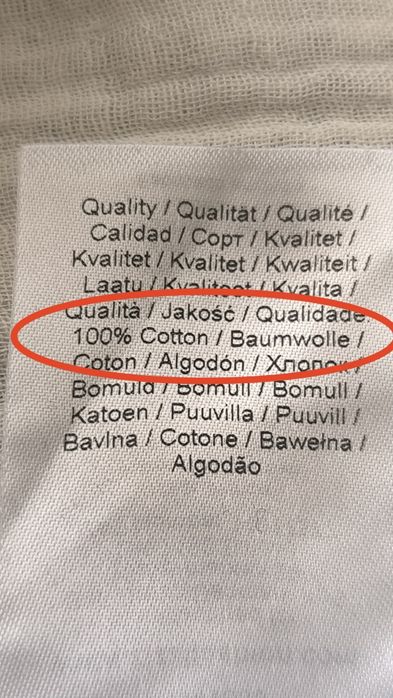 Quality / Qualität / Qualité /
Calidad / Сорт / Kvalitet /
Kvalitet / Kvalitet / Kwaliteit /
Laatu / Kvaliteet / Kvalita /
Qualità / Jakość / Qualidade:
100% Cotton / Baumwolle /
Coton / Algodón / Хлопок /
Bomuld / Bomull / Bomull /
Katoen / Puuvilla / Puuvill /
Bavlna / Cotone / Bawełna /
Algodão